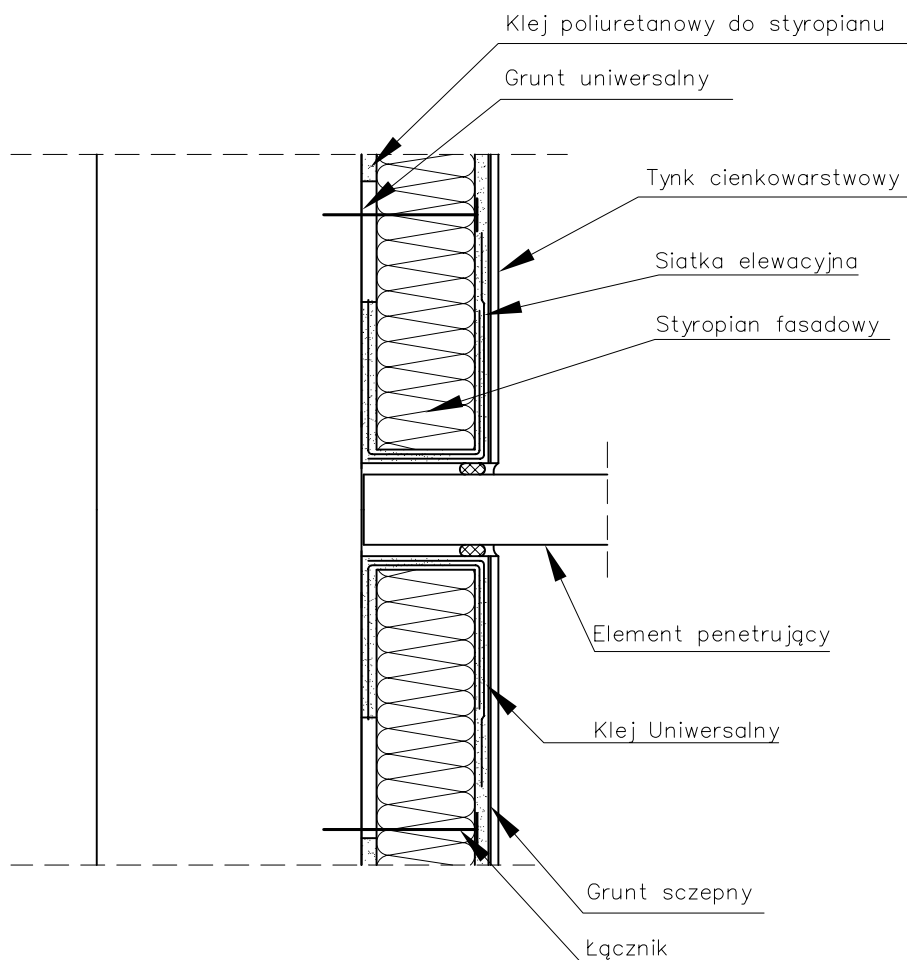 Klej poliuretanowy do styropianu
Grunt uniwersalny
Tynk cienkowarstwowy
Siatka elewacyjna
Styropian fasadowy
Element penetrujący
Klej Uniwersalny
Grunt sczepny
Łącznik